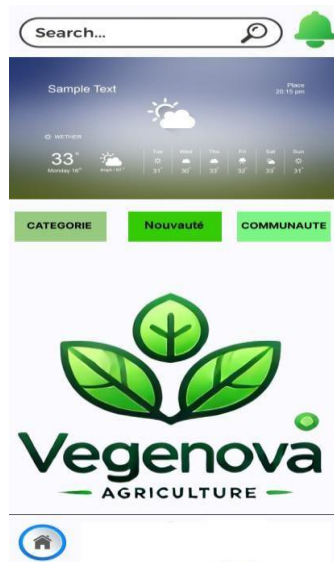 Search...
Sample Text
Place
20:15 pm
WETHER
33°
Monday 16°
Tue Wed Thu Fri Sat Sun
31° 30° 33° 32° 33° 31°
CATEGORIE
Nouvauté
COMMUNAUTE
Vegenova
AGRICULTURE